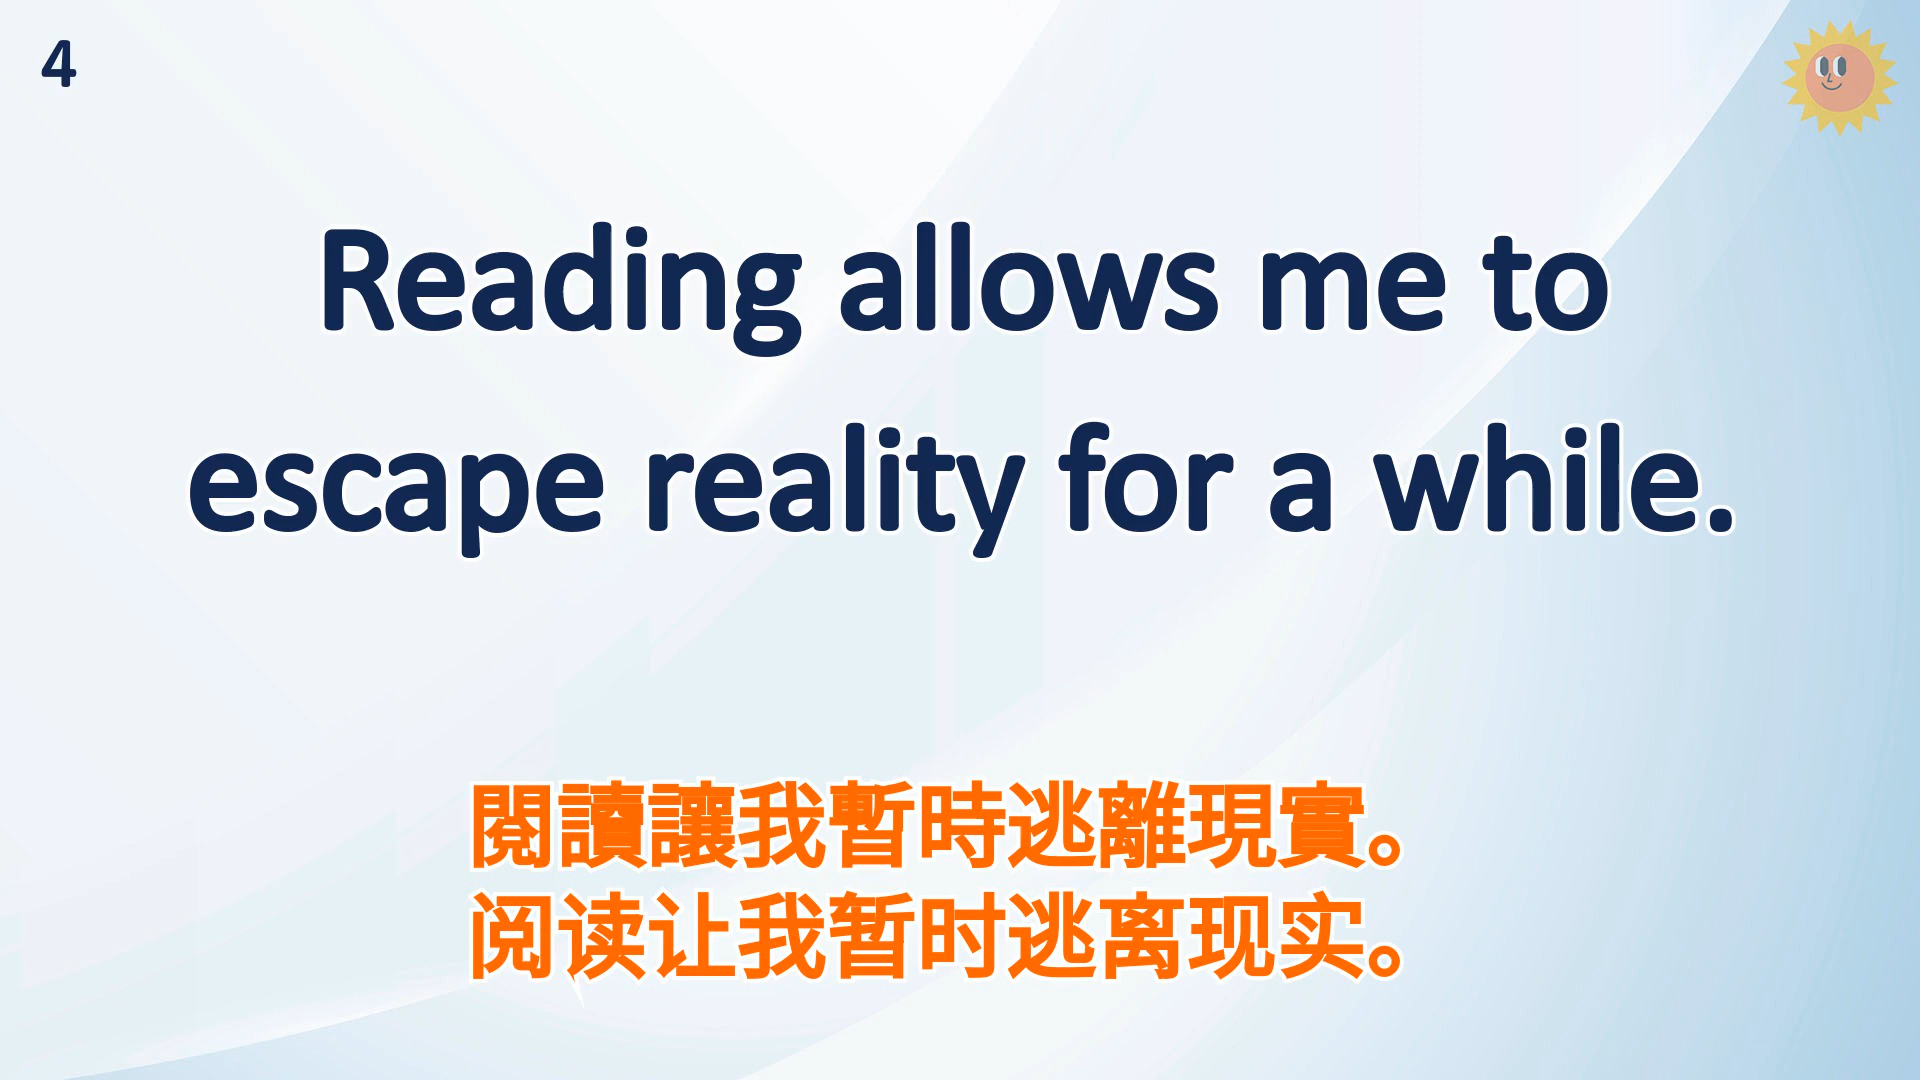 4
Reading allows me to
escape reality for a while.
閱讀讓我暫時逃離現實。
阅读让我暂时逃离现实。